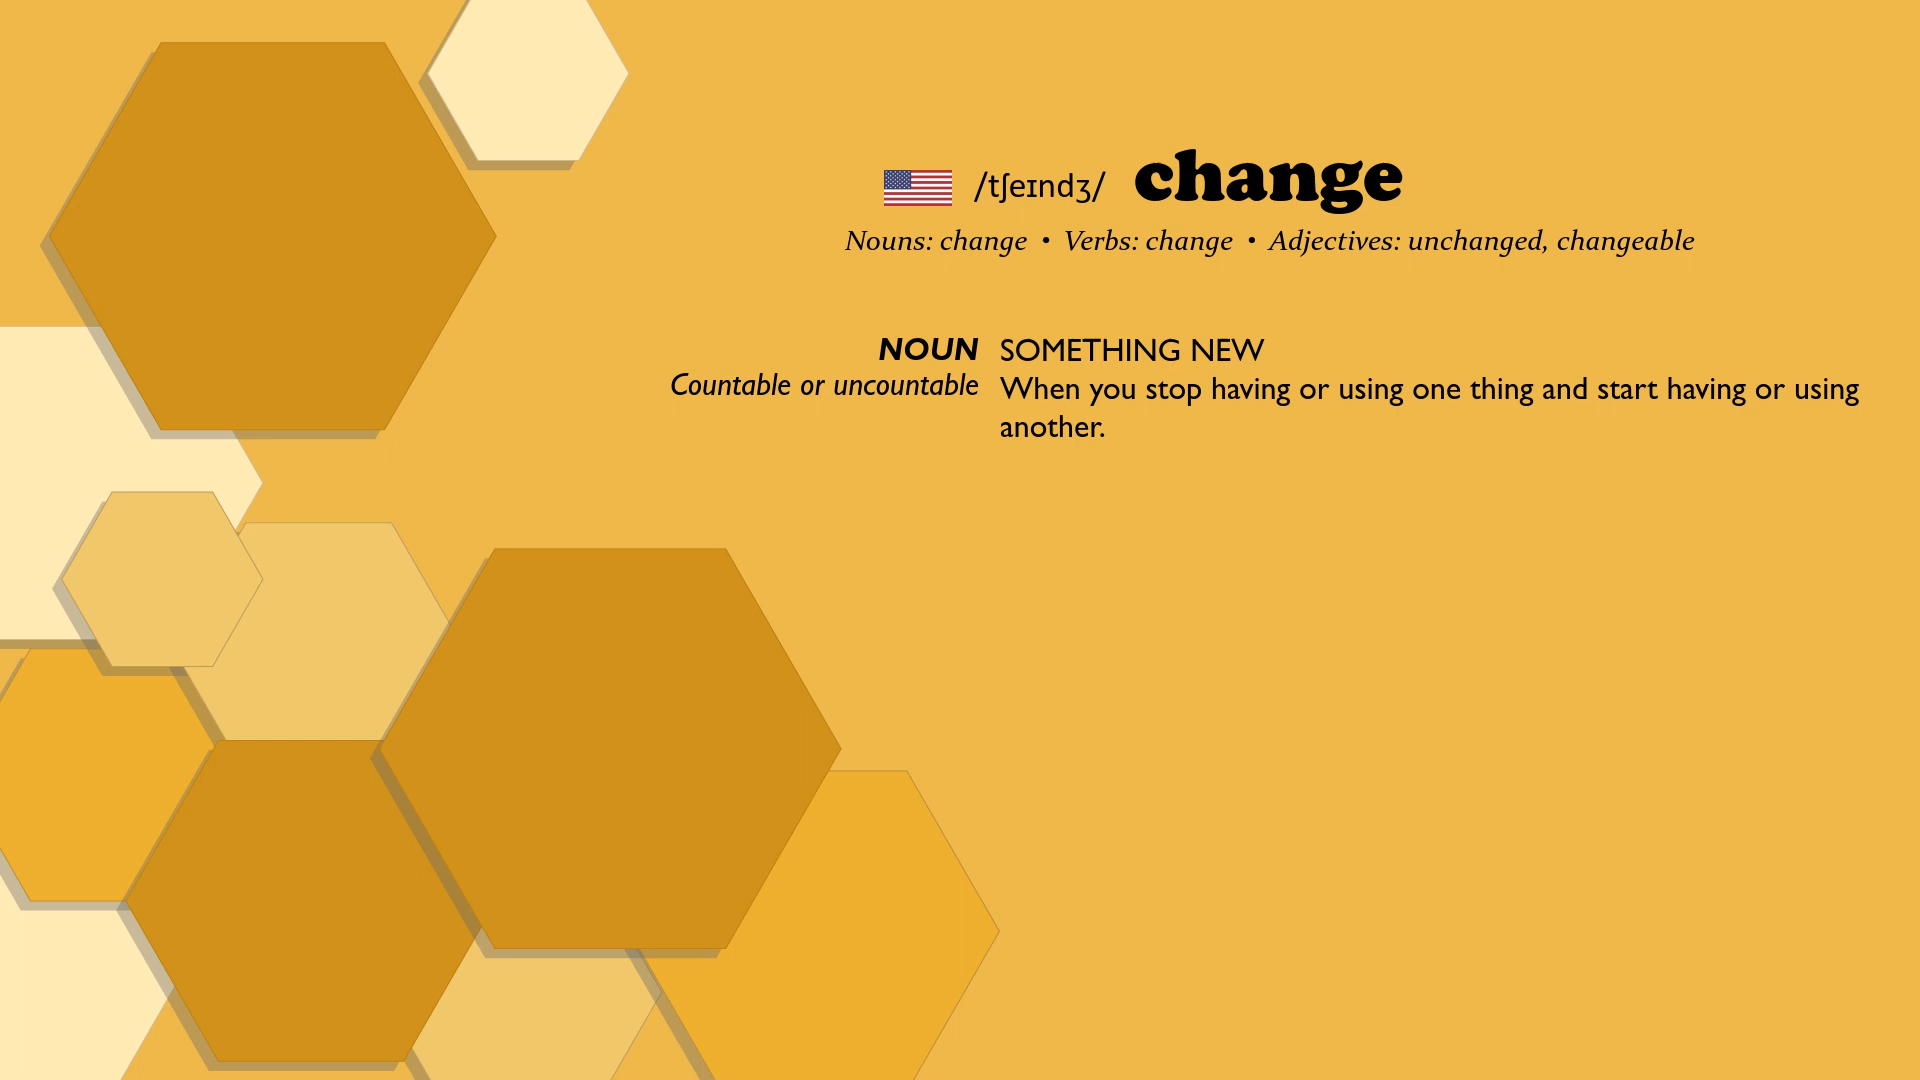 /tʃeɪndʒ/ change
Nouns: change • Verbs: change • Adjectives: unchanged, changeable
NOUN SOMETHING NEW
Countable or uncountable When you stop having or using one thing and start having or using
another.